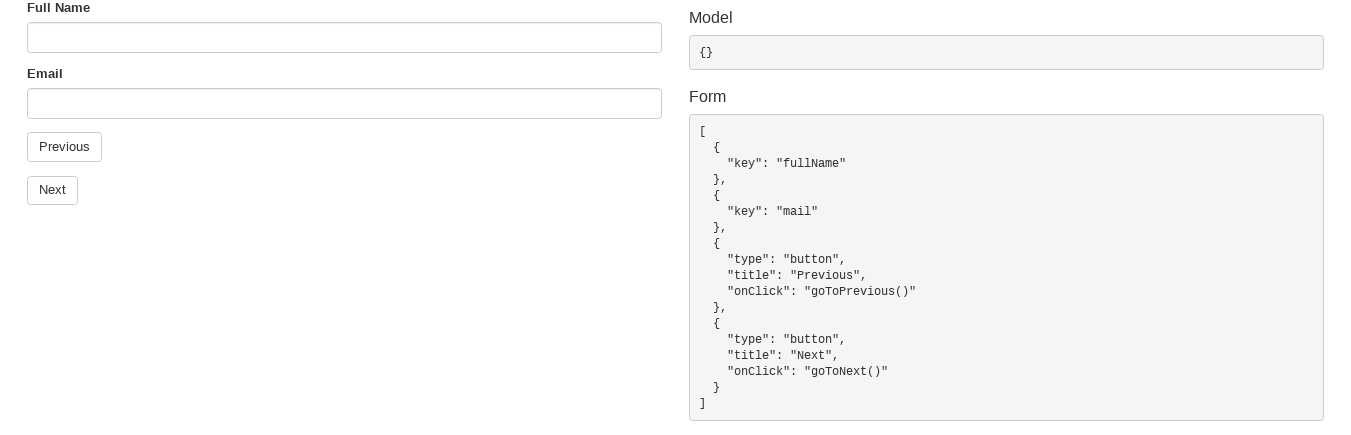 Full Name
Email
Previous
Next
Model
{}
Form
[
  {
    "key": "fullName"
  },
  {
    "key": "mail"
  },
  {
    "type": "button",
    "title": "Previous",
    "onClick": "goToPrevious()"
  },
  {
    "type": "button",
    "title": "Next",
    "onClick": "goToNext()"
  }
]